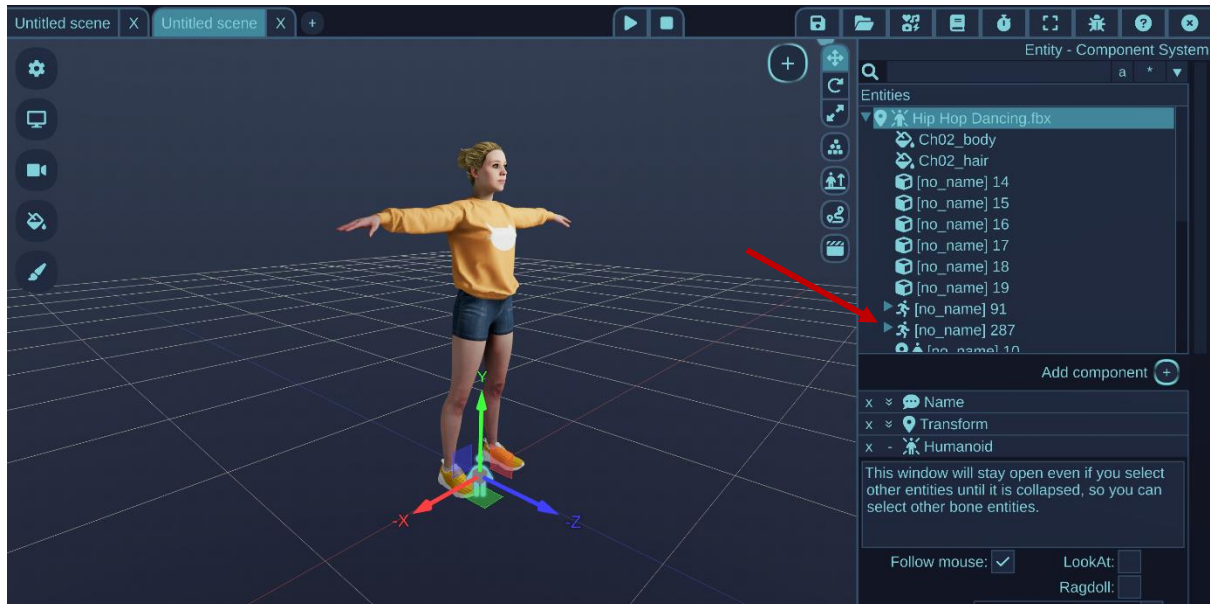 Untitled scene X Untitled scene X +
Entity - Component System
a * ▼
Entities
Hip Hop Dancing.fbx
Ch02_body
Ch02_hair
[no_name] 14
[no_name] 15
[no_name] 16
[no_name] 17
[no_name] 18
[no_name] 19
[no_name] 91
[no_name] 287
[no_name] 10
Add component +
x Name
x Transform
x - Humanoid
This window will stay open even if you select
other entities until it is collapsed, so you can
select other bone entities.
Follow mouse: LookAt:
Ragdoll:
Y
-X
-Z